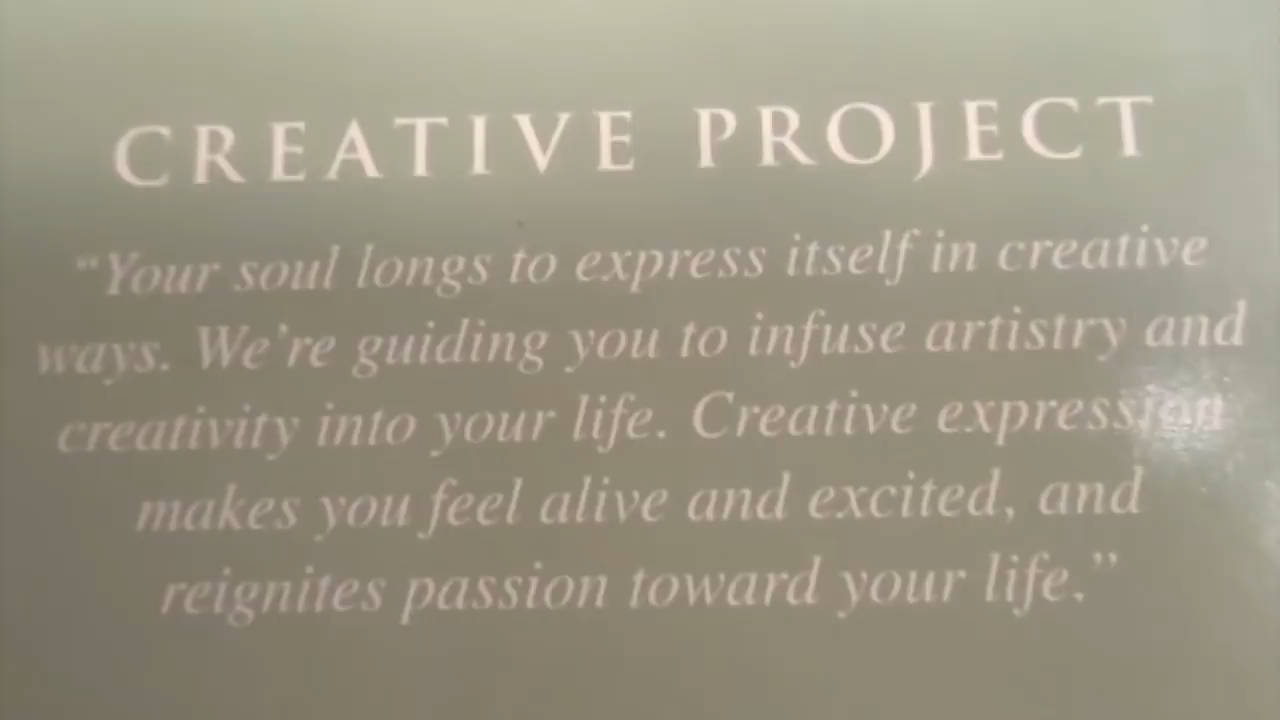 CREATIVE PROJECT
“Your soul longs to express itself in creative
ways. We’re guiding you to infuse artistry and
creativity into your life. Creative expression
makes you feel alive and excited, and
reignites passion toward your life.”